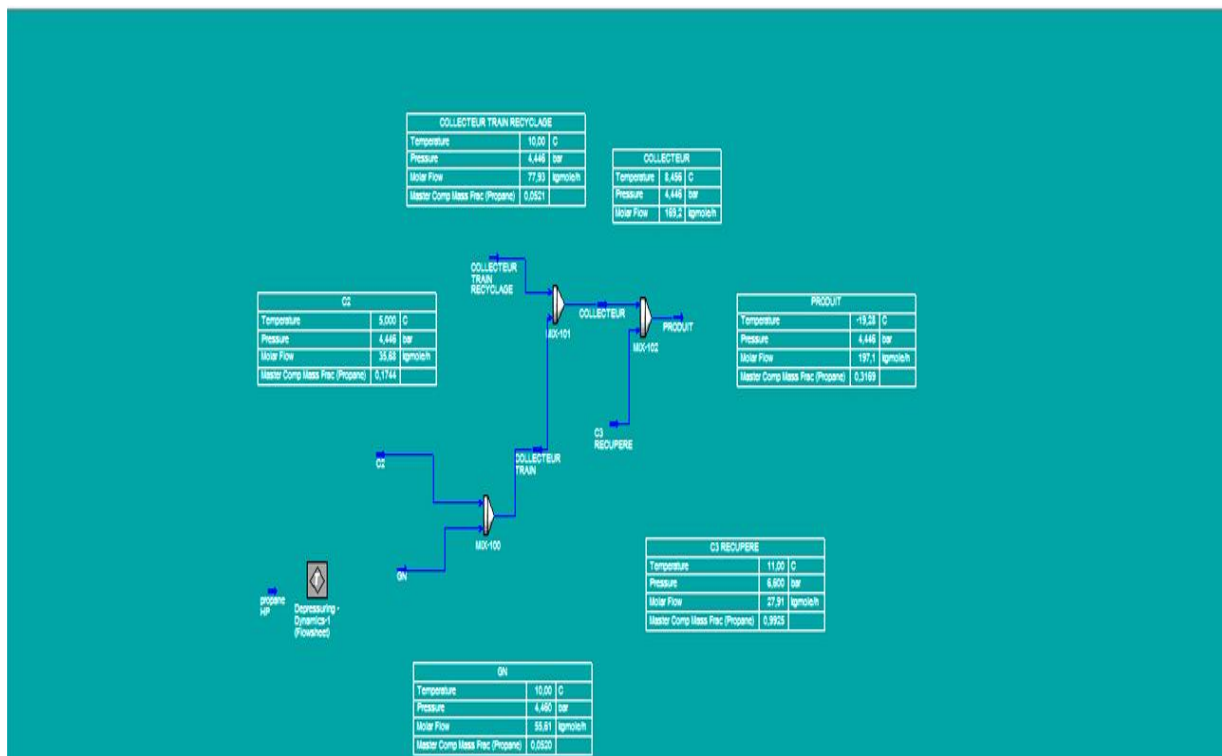 COLLECTEUR TRAIN RECYCLAGE
Temperature 10,00 C
Pressure 4,446 bar
Molar Flow 77,93 kgmole/h
Master Comp Mass Frac (Propane) 0,0521
COLLECTEUR
Temperature 8,456 C
Pressure 4,446 bar
Molar Flow 169,2 kgmole/h
COLLECTEUR
TRAIN
RECYCLAGE
MIX-101
COLLECTEUR
MIX-102
PRODUIT
C2
Temperature 5,000 C
Pressure 4,446 bar
Molar Flow 35,68 kgmole/h
Master Comp Mass Frac (Propane) 0,1744
PRODUIT
Temperature -19,28 C
Pressure 4,446 bar
Molar Flow 197,1 kgmole/h
Master Comp Mass Frac (Propane) 0,3169
C3
RECUPERE
C2
COLLECTEUR
TRAIN
MIX-100
GN
propane
HP
Depressuring -
Dynamics-1
(Flowsheet)
C3 RECUPERE
Temperature 11,00 C
Pressure 6,600 bar
Molar Flow 27,91 kgmole/h
Master Comp Mass Frac (Propane) 0,9925
GN
Temperature 10,00 C
Pressure 4,460 bar
Molar Flow 55,61 kgmole/h
Master Comp Mass Frac (Propane) 0,0520